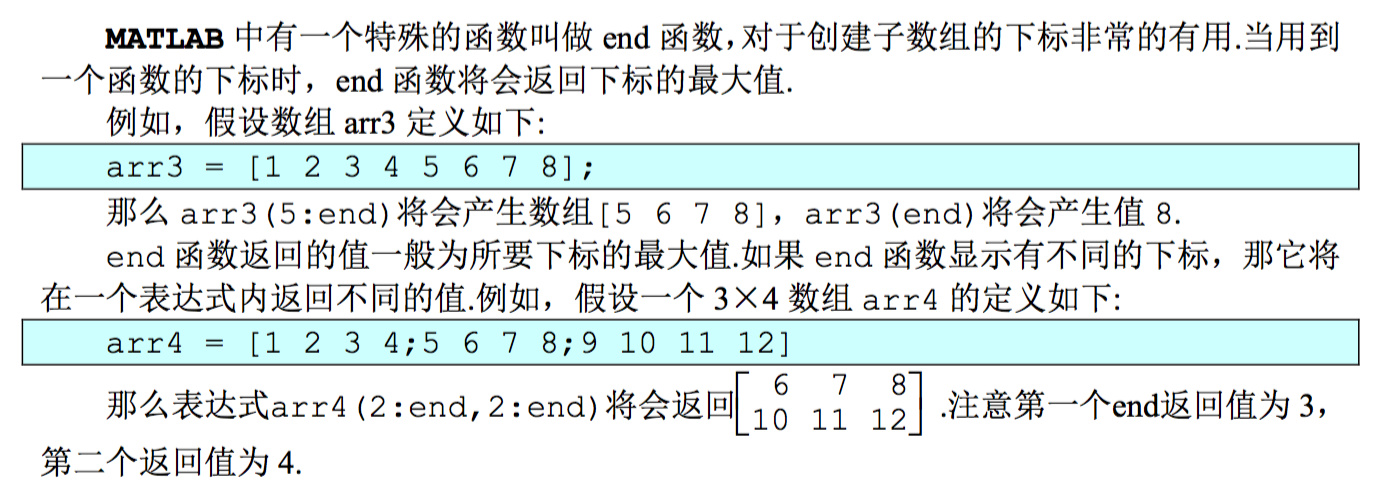 MATLAB 中有一个特殊的函数叫做 end 函数,对于创建子数组的下标非常的有用.当用到
一个函数的下标时，end 函数将会返回下标的最大值.
例如，假设数组 arr3 定义如下:
arr3 = [1 2 3 4 5 6 7 8];
那么 arr3(5:end)将会产生数组[5 6 7 8]，arr3(end)将会产生值 8.
end 函数返回的值一般为所要下标的最大值.如果 end 函数显示有不同的下标，那它将
在一个表达式内返回不同的值.例如，假设一个 3×4 数组 arr4 的定义如下:
arr4 = [1 2 3 4;5 6 7 8;9 10 11 12]
那么表达式arr4(2:end,2:end)将会返回[6 7 8
10 11 12] .注意第一个end返回值为 3，
第二个返回值为 4.